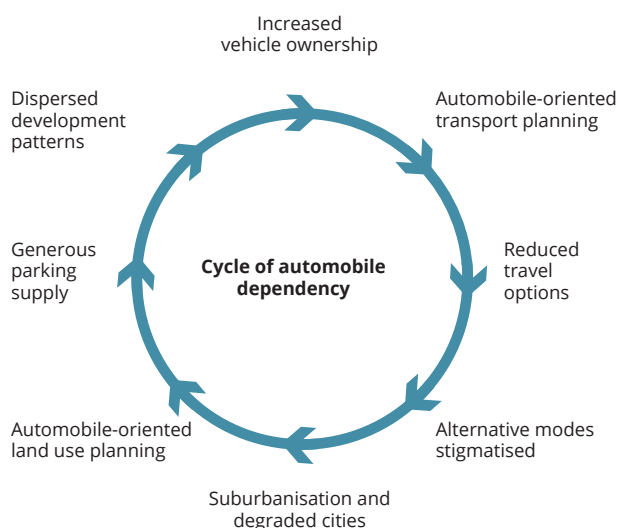 Increased
vehicle ownership
Automobile-oriented
transport planning
Reduced
travel
options
Alternative modes
stigmatised
Suburbanisation and
degraded cities
Automobile-oriented
land use planning
Generous
parking
supply
Dispersed
development
patterns
Cycle of automobile
dependency